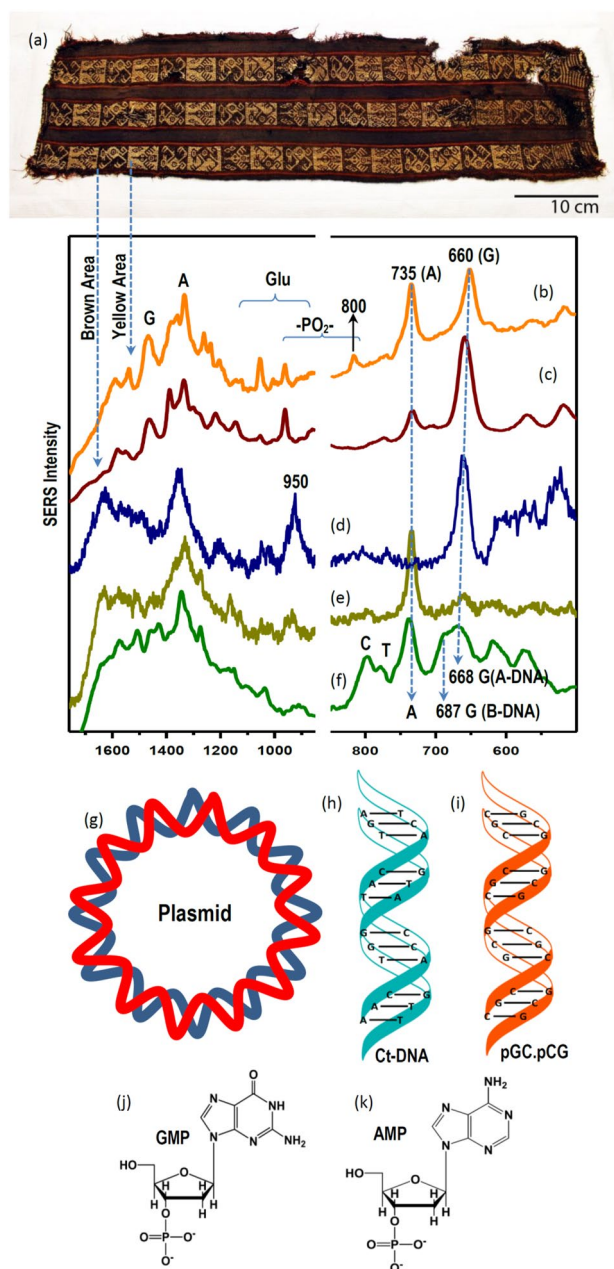 (a)
10 cm
Brown Area
Yellow Area
G
A
Glu
-PO2-
800
735 (A)
660 (G)
(b)
(c)
950
(d)
(e)
C
T
(f)
668 G(A-DNA)
A
687 G (B-DNA)
SERS Intensity
1600
1400
1200
1000
800
700
600
(g)
Plasmid
(h)
A T
G C
T A
C G
A T
T A
G C
G C
T A
C G
A T
A T
Ct-DNA
(i)
C G
G C
C G
G C
C G
C G
G C
C G
G C
C G
G C
C G
pGC.pCG
(j)
GMP
O
N
NH
N
N
NH2
HO
O
H
H
H
H
H
O
O=P-O-
O-
(k)
AMP
NH2
N
N
N
N
HO
O
H
H
H
H
H
O
O=P-O-
O-